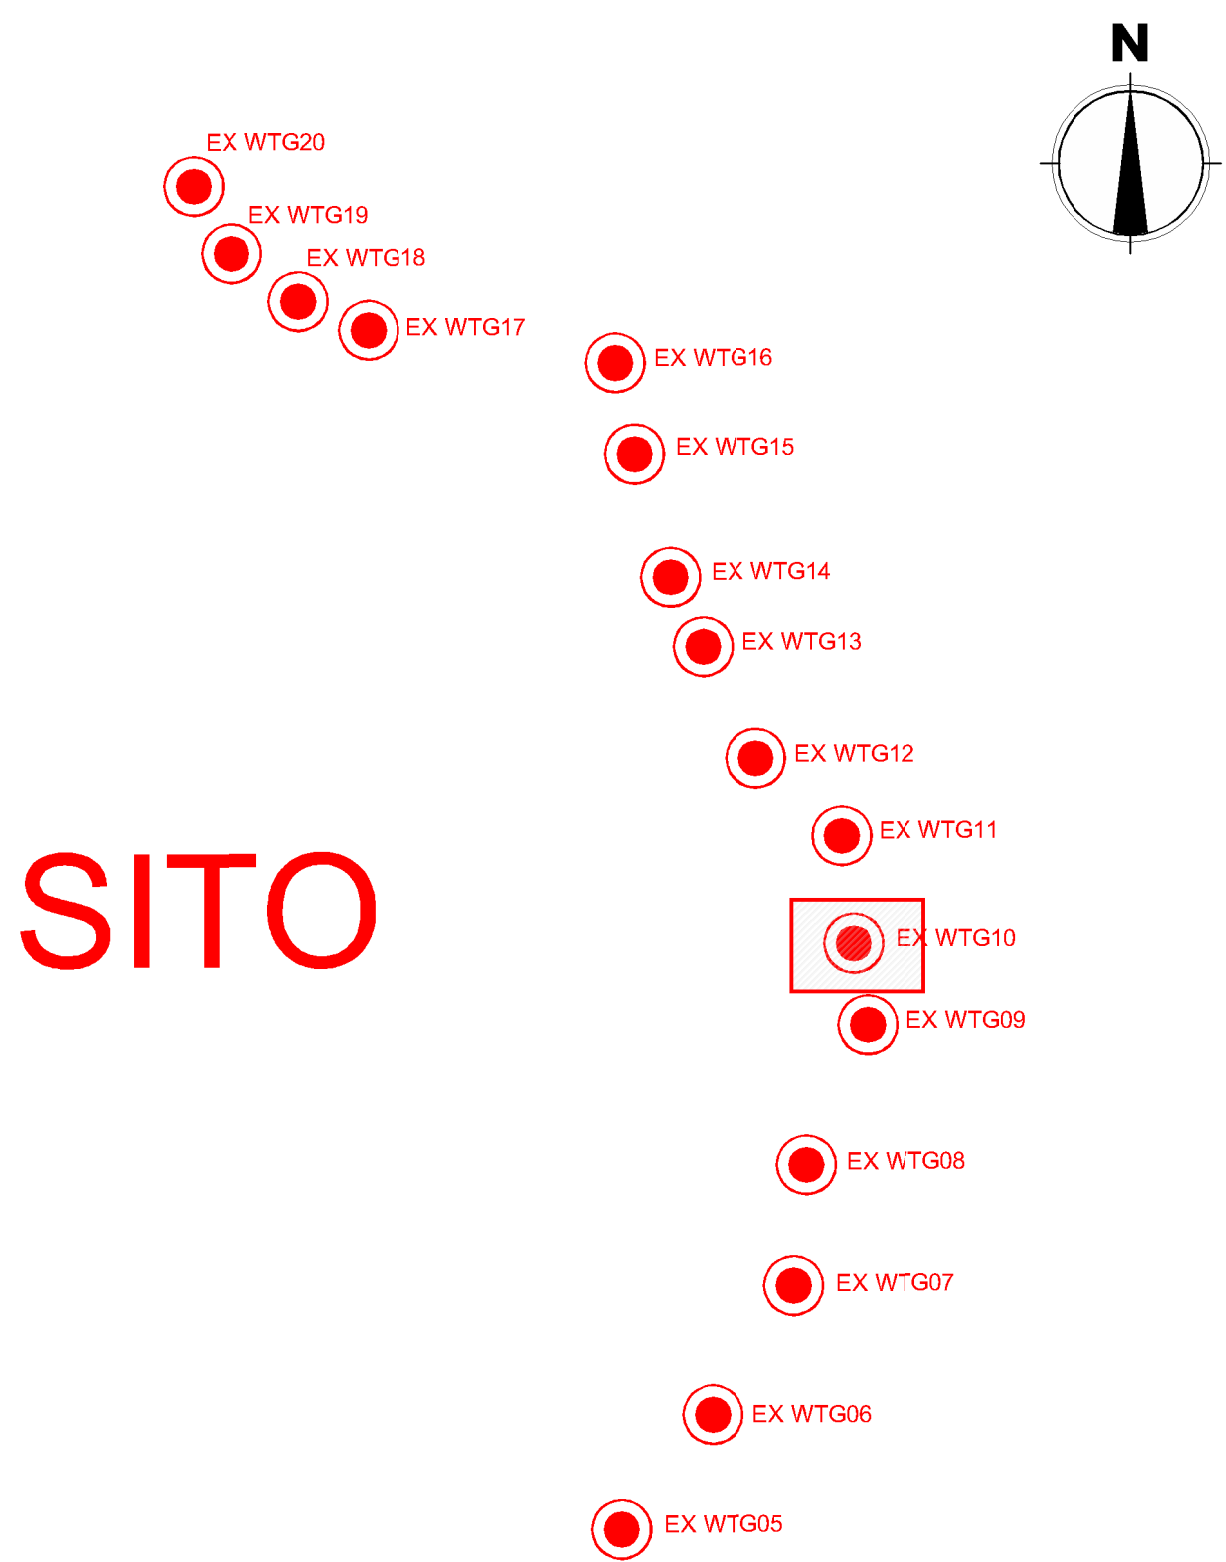 N
EX WTG20
EX WTG19
EX WTG18
EX WTG17
EX WTG16
EX WTG15
EX WTG14
EX WTG13
EX WTG12
EX WTG11
SITO
EX WTG10
EX WTG09
EX WTG08
EX WTG07
EX WTG06
EX WTG05